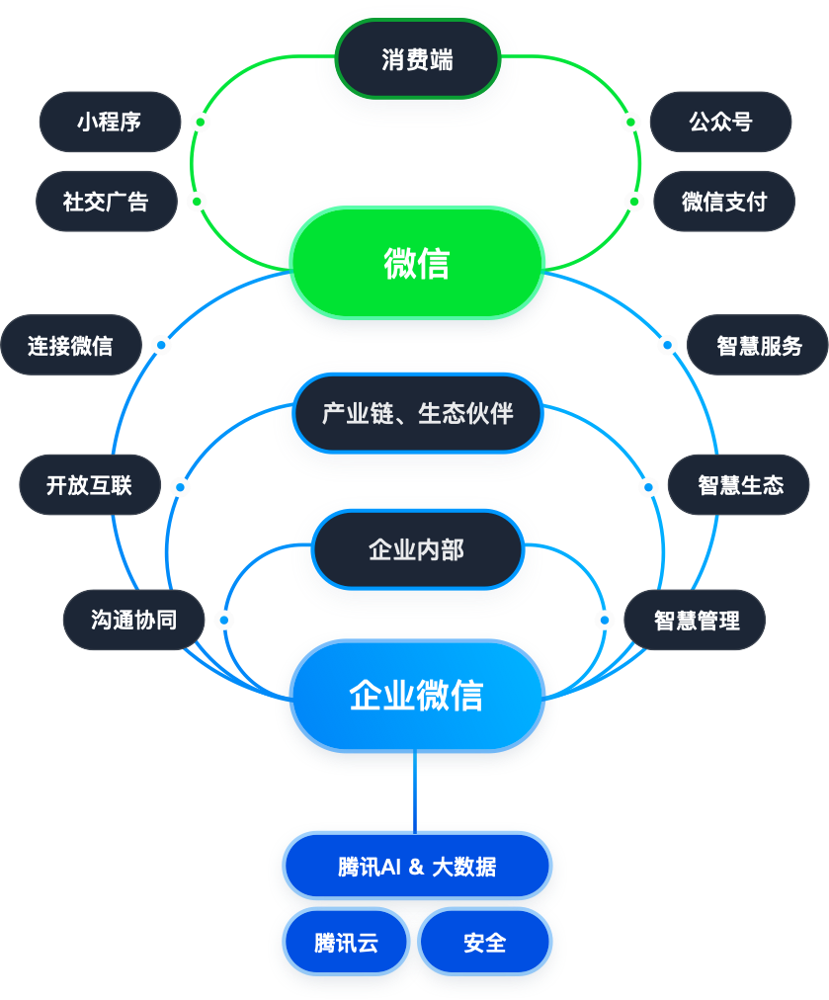 消费端
小程序
公众号
社交广告
微信支付
微信
连接微信
智慧服务
产业链、生态伙伴
开放互联
智慧生态
企业内部
沟通协同
智慧管理
企业微信
腾讯AI & 大数据
腾讯云
安全